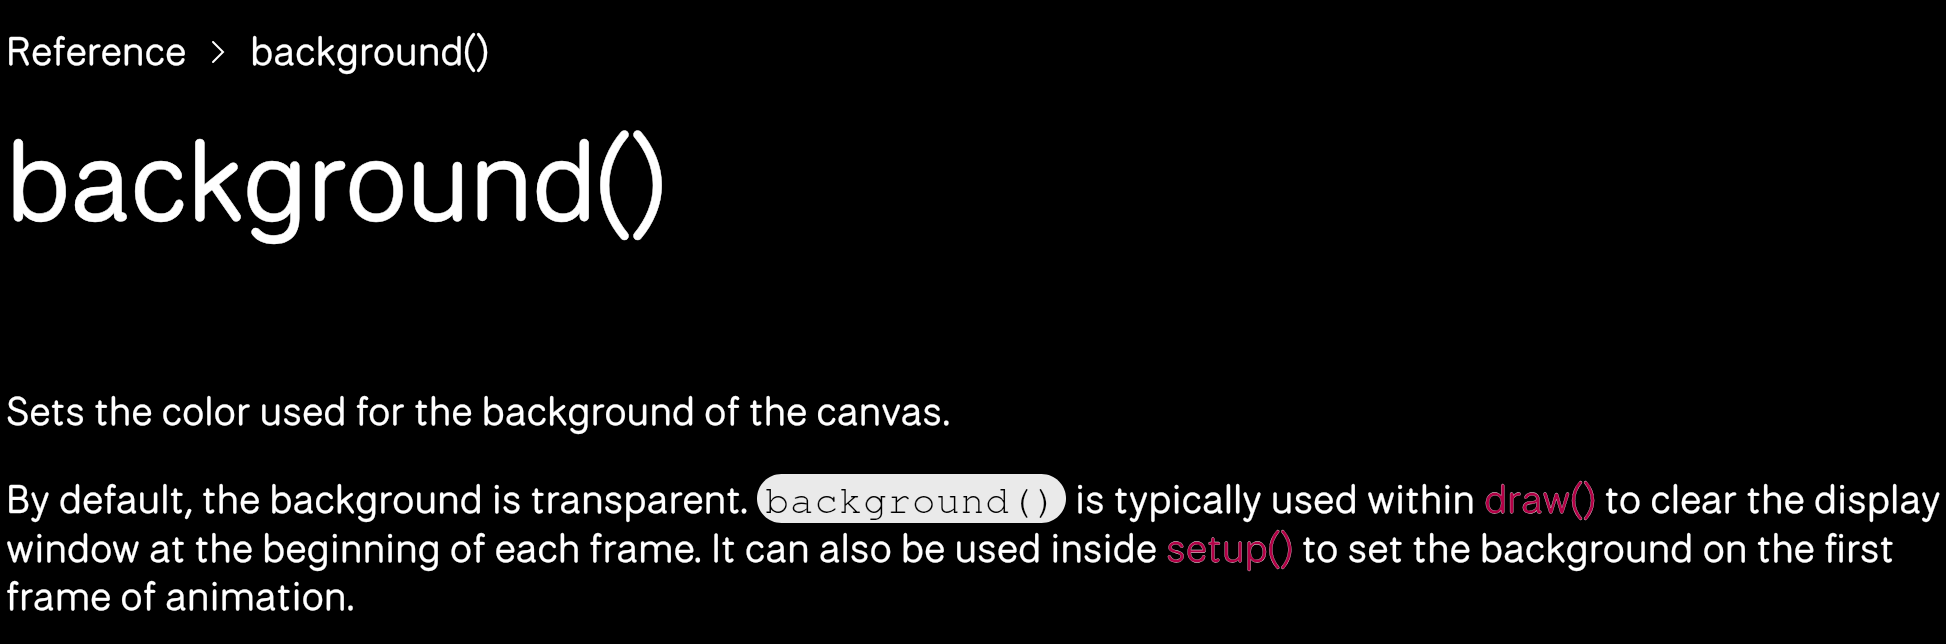 Reference > background()
background()
Sets the color used for the background of the canvas.
By default, the background is transparent. background() is typically used within draw() to clear the display
window at the beginning of each frame. It can also be used inside setup() to set the background on the first
frame of animation.